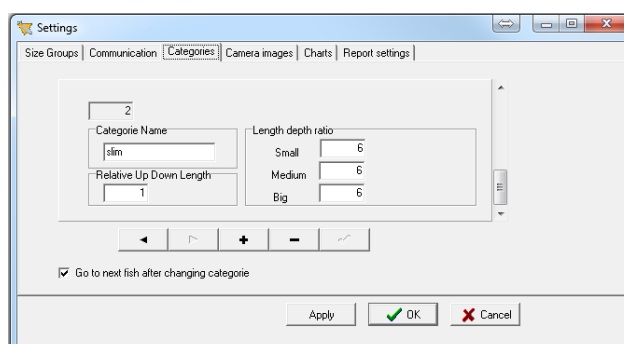 Settings
Size Groups Communication Categories Camera images Charts Report settings
2
Categorie Name
slim
Relative Up Down Length
1
Length depth ratio
Small 6
Medium 6
Big 6
Go to next fish after changing categorie
Apply OK Cancel